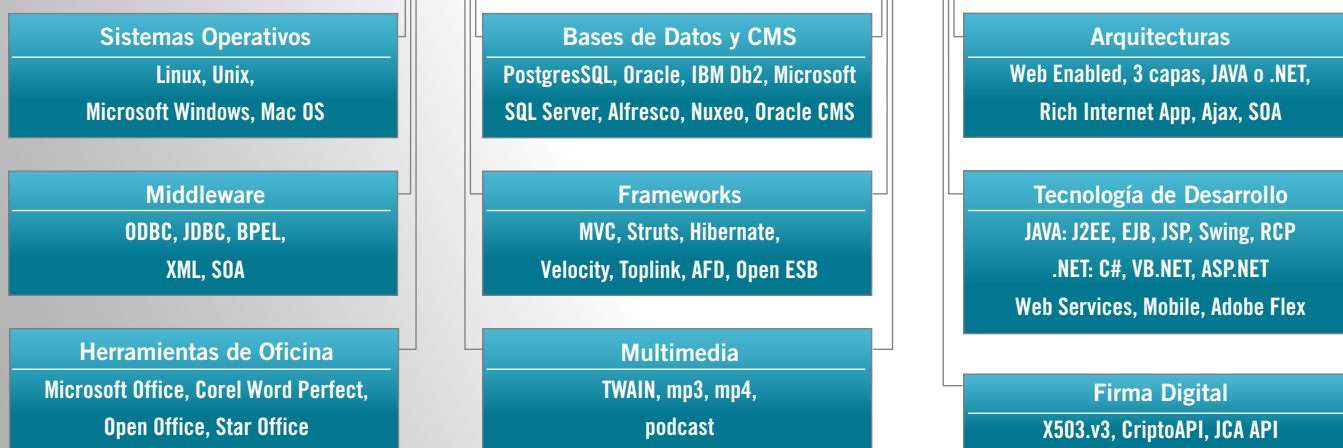 Sistemas Operativos
Linux, Unix,
Microsoft Windows, Mac OS
Bases de Datos y CMS
PostgresSQL, Oracle, IBM Db2, Microsoft
SQL Server, Alfresco, Nuxeo, Oracle CMS
Arquitecturas
Web Enabled, 3 capas, JAVA o .NET,
Rich Internet App, Ajax, SOA
Middleware
ODBC, JDBC, BPEL,
XML, SOA
Frameworks
MVC, Struts, Hibernate,
Velocity, Toplink, AFD, Open ESB
Tecnología de Desarrollo
JAVA: J2EE, EJB, JSP, Swing, RCP
.NET: C#, VB.NET, ASP.NET
Web Services, Mobile, Adobe Flex
Herramientas de Oficina
Microsoft Office, Corel Word Perfect,
Open Office, Star Office
Multimedia
TWAIN, mp3, mp4,
podcast
Firma Digital
X503.v3, CriptoAPI, JCA API